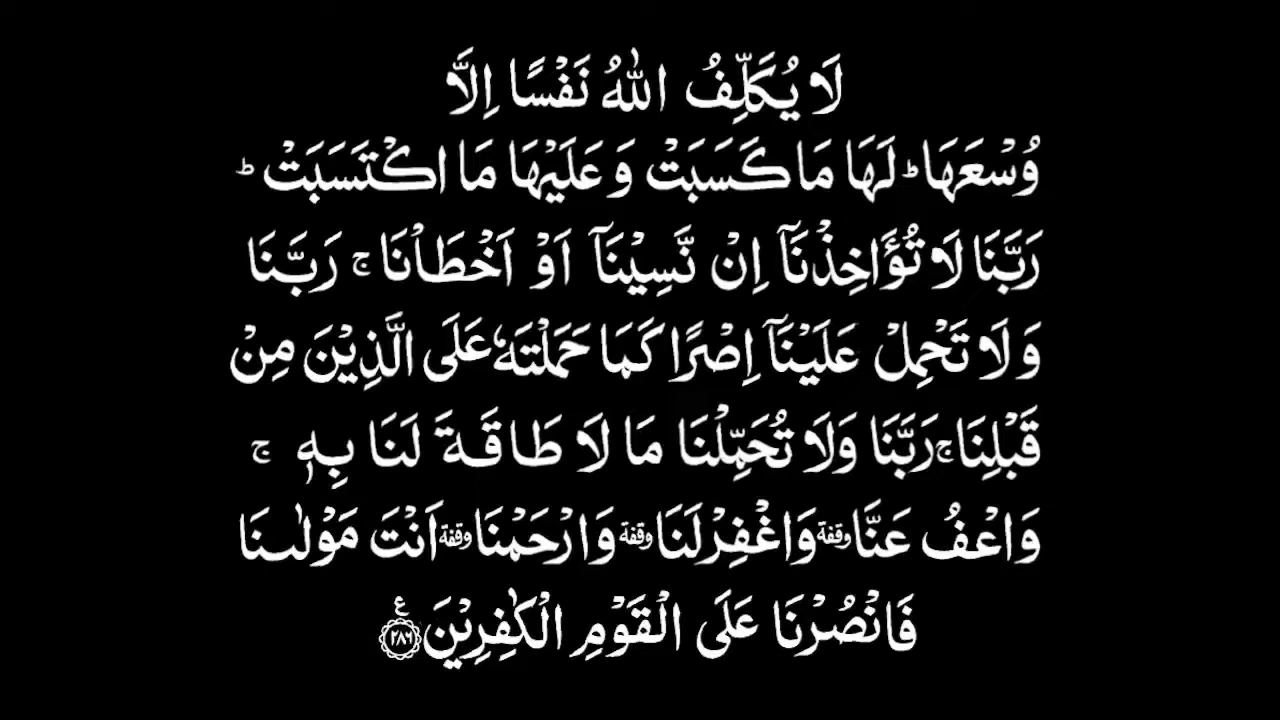 لَا يُكَلِّفُ اللّٰهُ نَفْسًا اِلَّا
وُسْعَهَا ؕ لَهَا مَا كَسَبَتْ وَعَلَيْهَا مَا اكْتَسَبَتْ ؕ
رَبَّنَا لَا تُؤَاخِذْنَاۤ اِنْ نَّسِيْنَاۤ اَوْ اَخْطَاْنَا ۚ رَبَّنَا
وَلَا تَحْمِلْ عَلَيْنَاۤ اِصْرًا كَمَا حَمَلْتَهٗ عَلَى الَّذِيْنَ مِنْ
قَبْلِنَا ۚ رَبَّنَا وَلَا تُحَمِّلْنَا مَا لَا طَاقَةَ لَنَا بِهٖ ۚ
وَاعْفُ عَنَّا وقفة وَاغْفِرْ لَنَا وقفة وَارْحَمْنَا وقفة اَنْتَ مَوْلٰىنَا
فَانْصُرْنَا عَلَى الْقَوْمِ الْكٰفِرِيْنَ ع ۲۸۶